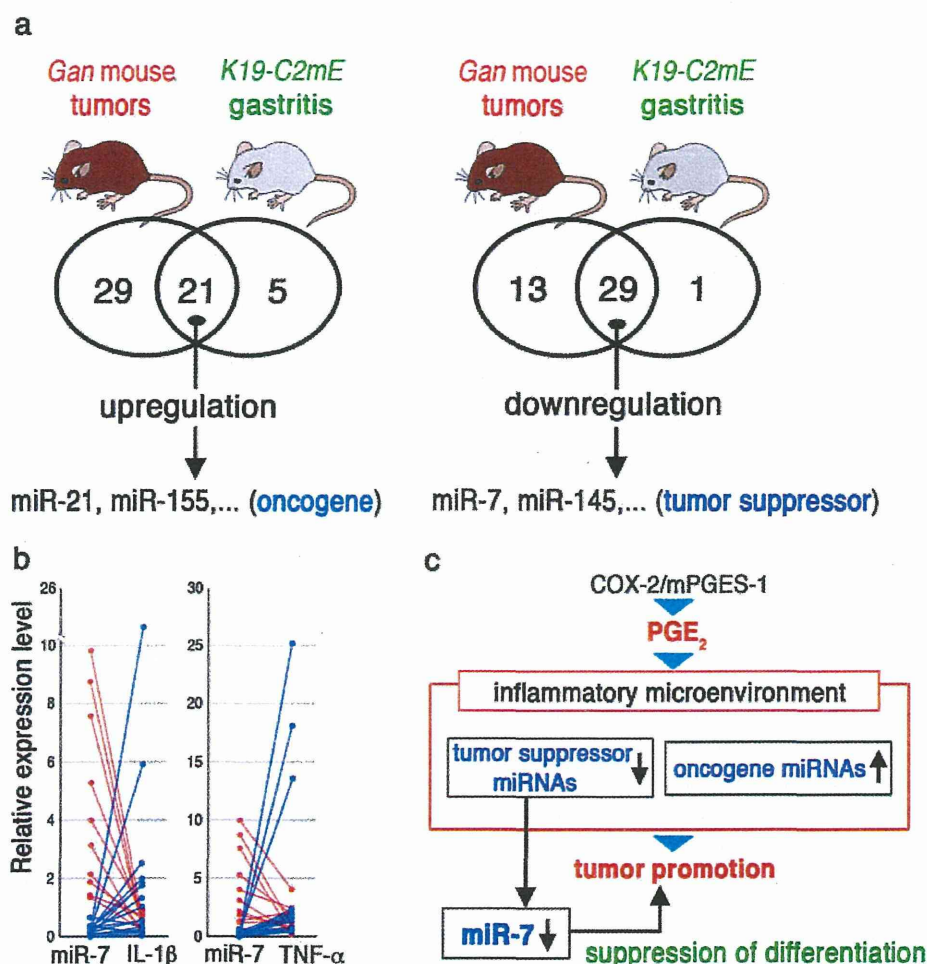 a
Gan mouse tumors
K19-C2mE gastritis
Gan mouse tumors
K19-C2mE gastritis
29 21 5
13 29 1
upregulation
downregulation
miR-21, miR-155,... (oncogene)
miR-7, miR-145,... (tumor suppressor)
b
Relative expression level
26
10
8
6
4
2
0
miR-7 IL-1β
30
25
20
15
10
5
0
miR-7 TNF-α
c
COX-2/mPGES-1
PGE2
inflammatory microenvironment
tumor suppressor
miRNAs
oncogene miRNAs
tumor promotion
miR-7
suppression of differentiation